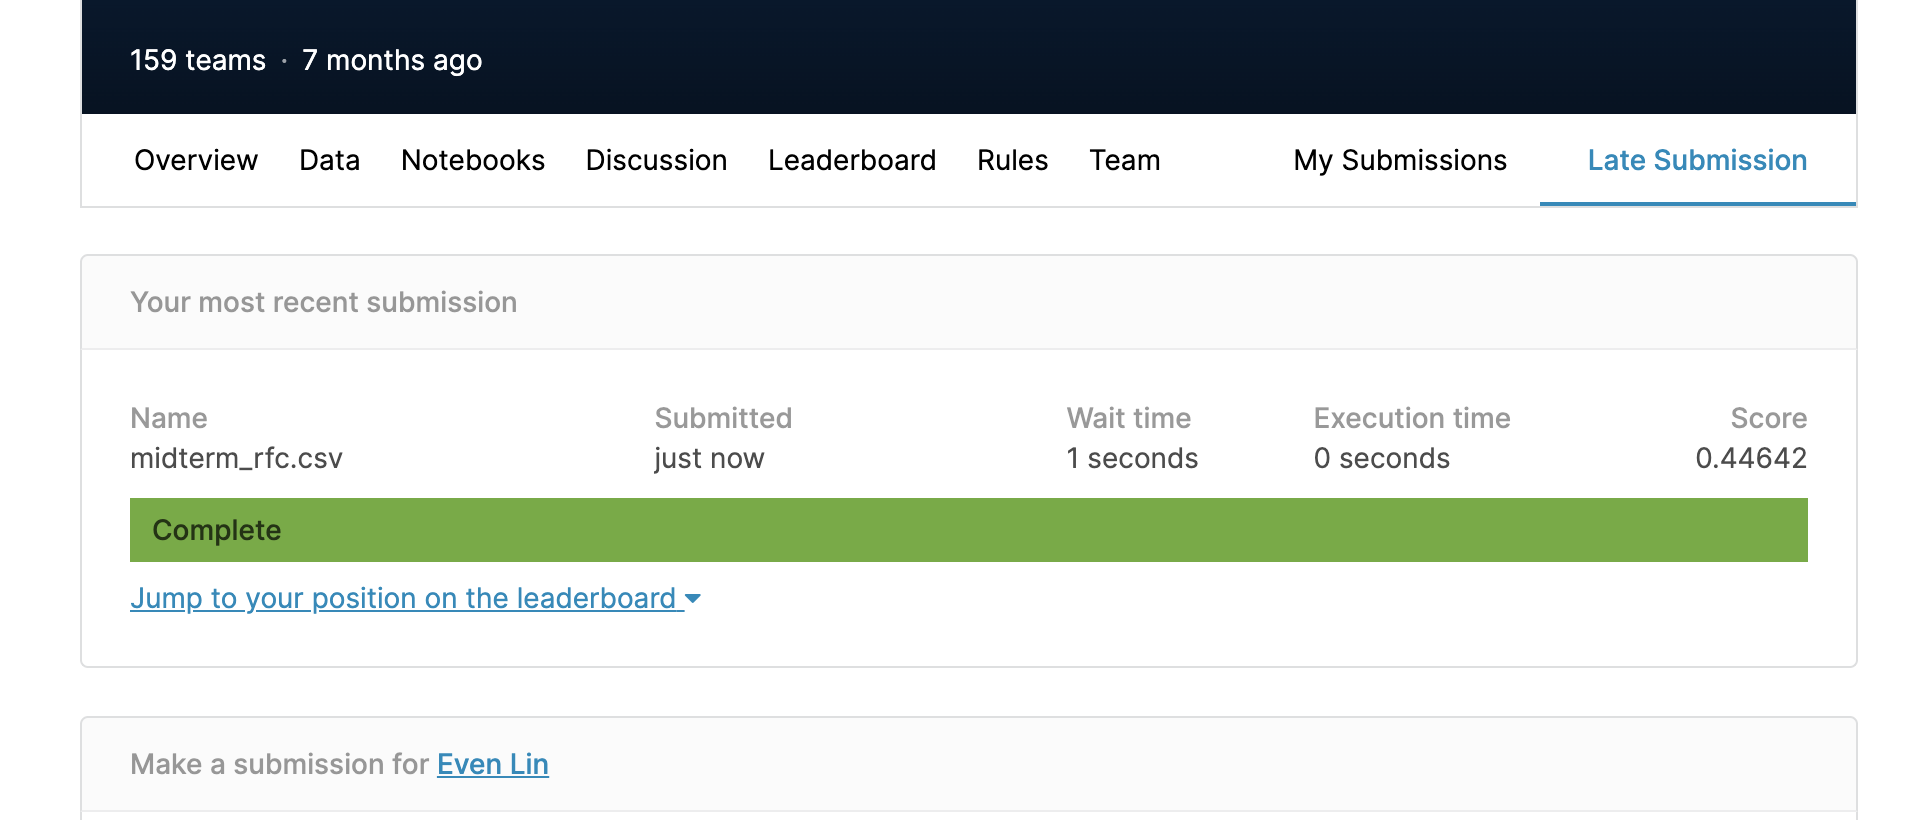 159 teams · 7 months ago
Overview Data Notebooks Discussion Leaderboard Rules Team My Submissions Late Submission
Your most recent submission
Name Submitted Wait time Execution time Score
midterm_rfc.csv just now 1 seconds 0 seconds 0.44642
Complete
Jump to your position on the leaderboard
Make a submission for Even Lin